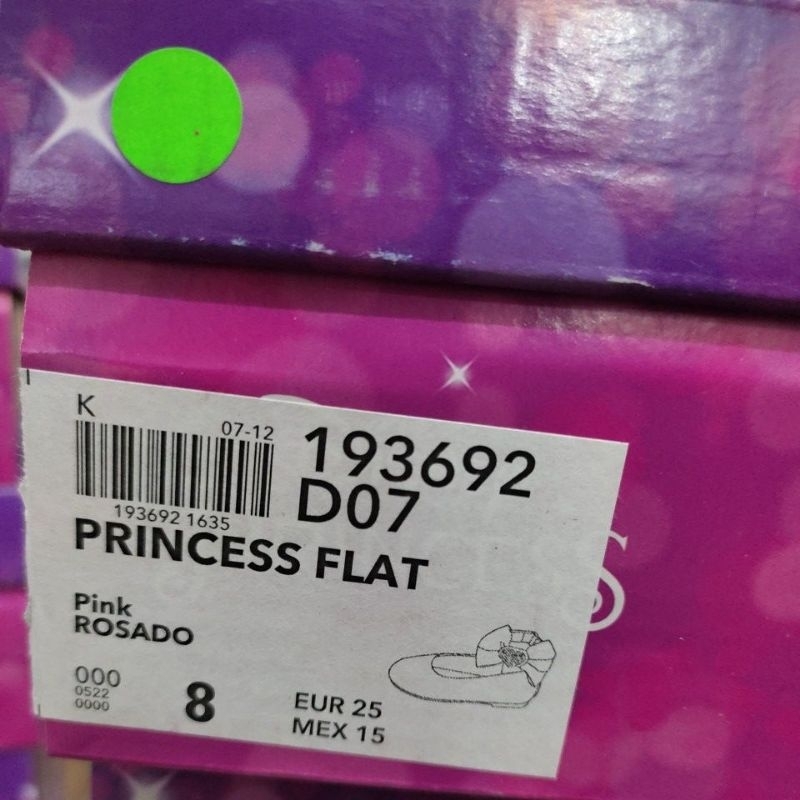 K
07-12
193692
D07
193692 1635
PRINCESS FLAT
Pink
ROSADO
000
0522
0000
8
EUR 25
MEX 15